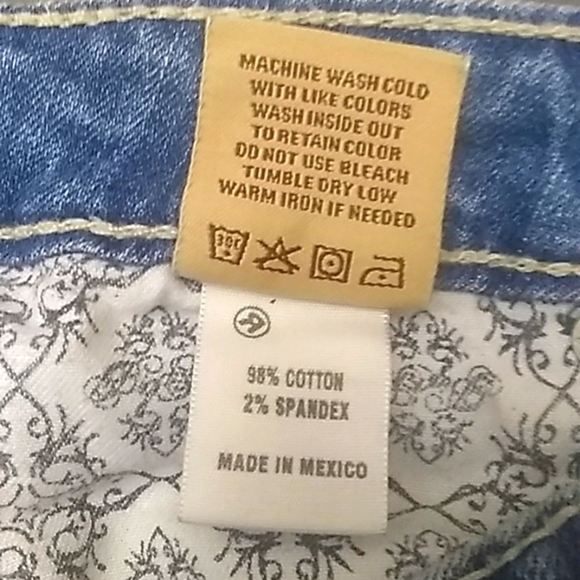 MACHINE WASH COLD
WITH LIKE COLORS
WASH INSIDE OUT
TO RETAIN COLOR
DO NOT USE BLEACH
TUMBLE DRY LOW
WARM IRON IF NEEDED
30C
98% COTTON
2% SPANDEX
MADE IN MEXICO